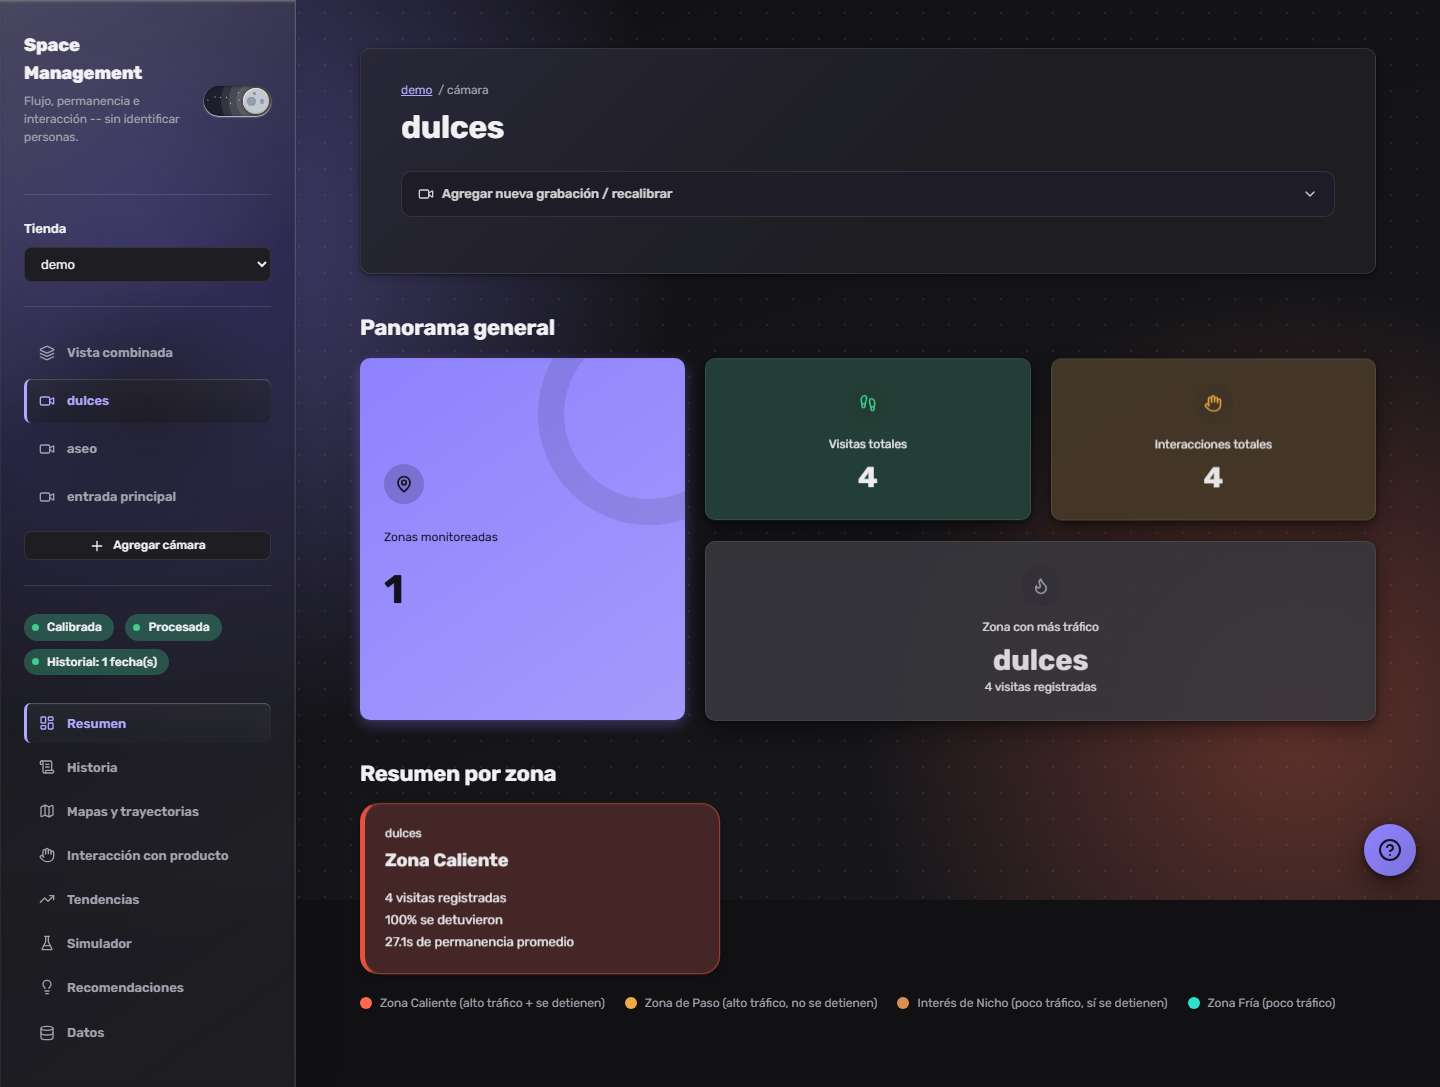 Space
Management
Flujo, permanencia e
interacción -- sin identificar
personas.
Tienda
demo
Vista combinada
dulces
aseo
entrada principal
Agregar cámara
Calibrada
Procesada
Historial: 1 fecha(s)
Resumen
Historia
Mapas y trayectorias
Interacción con producto
Tendencias
Simulador
Recomendaciones
Datos
demo / cámara
dulces
Agregar nueva grabación / recalibrar
Panorama general
Zonas monitoreadas
1
Visitas totales
4
Interacciones totales
4
Zona con más tráfico
dulces
4 visitas registradas
Resumen por zona
dulces
Zona Caliente
4 visitas registradas
100% se detuvieron
27.1s de permanencia promedio
Zona Caliente (alto tráfico + se detienen)
Zona de Paso (alto tráfico, no se detienen)
Interés de Nicho (poco tráfico, sí se detienen)
Zona Fría (poco tráfico)